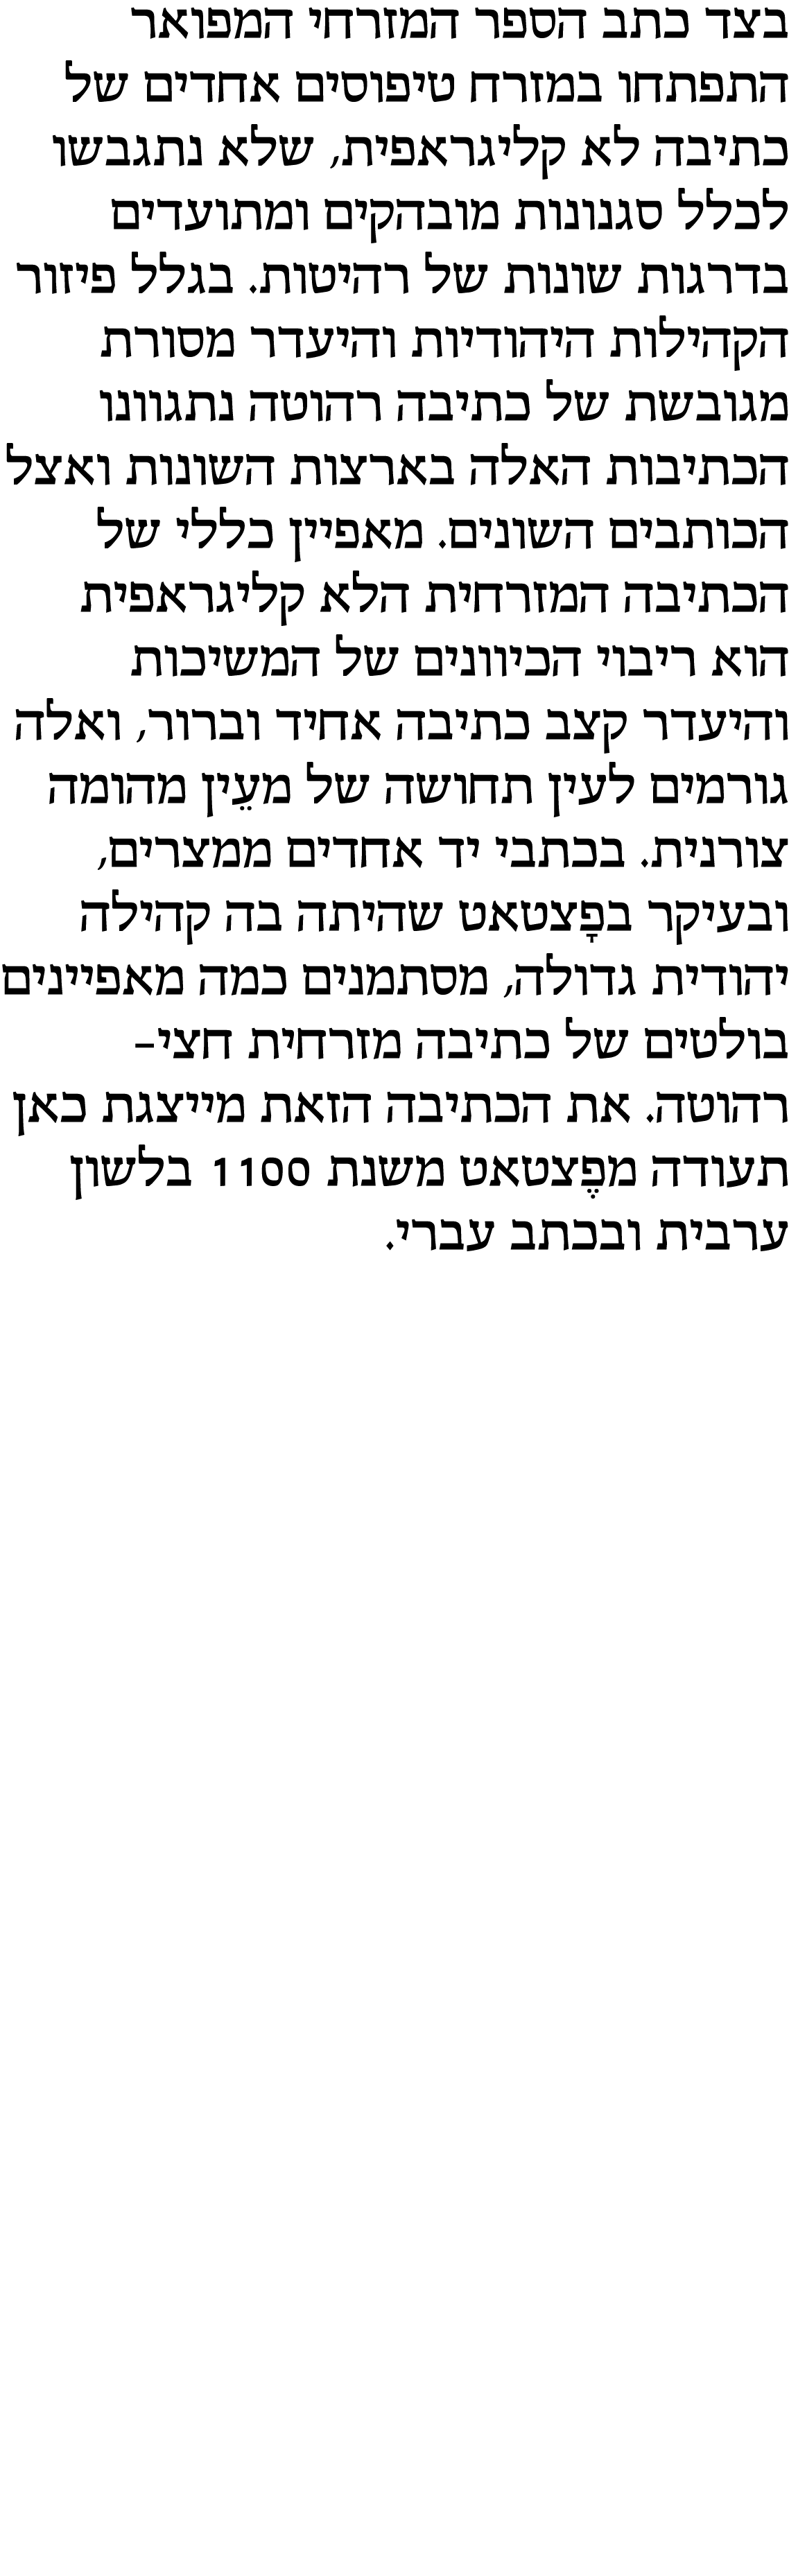 בצד כתב הספר המזרחי המפואר
התפתחו במזרח טיפוסים אחדים של
כתיבה לא קליגראפית, שלא נתגבשו
לכלל סגנונות מובהקים ומתועדים
בדרגות שונות של רהיטות. בגלל פיזור
הקהילות היהודיות והיעדר מסורת
מגובשת של כתיבה רהוטה נתגוונו
הכתיבות האלה בארצות השונות ואצל
הכותבים השונים. מאפיין כללי של
הכתיבה המזרחית הלא קליגראפית
הוא ריבוי הכיוונים של המשיכות
והיעדר קצב כתיבה אחיד וברור, ואלה
גורמים לעין תחושה של מעֵין מהומה
צורנית. בכתבי יד אחדים ממצרים,
ובעיקר בפָצטאט שהיתה בה קהילה
יהודית גדולה, מסתמנים כמה מאפיינים
בולטים של כתיבה מזרחית חצי-
רהוטה. את הכתיבה הזאת מייצגת כאן
תעודה מפֶצטאט משנת 1100 בלשון
ערבית ובכתב עברי.